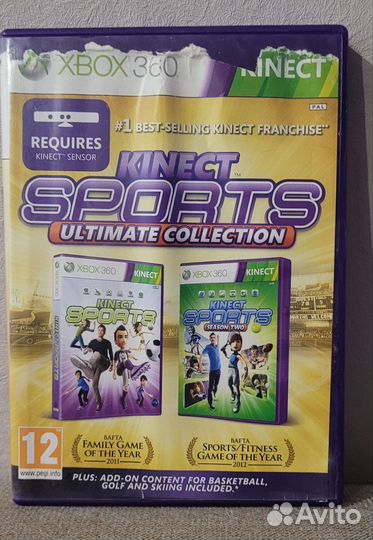 XBOX 360
KINECT
PAL
REQUIRES
KINECT™ SENSOR
#1 BEST-SELLING KINECT FRANCHISE**
KINECT™
SPORTS
ULTIMATE COLLECTION
XBOX 360
KINECT
KINECT
SPORTS
XBOX 360
KINECT
KINECT
SPORTS
SEASON TWO
12
www.pegi.info
BAFTA
FAMILY GAME
OF THE YEAR
2011
BAFTA
SPORTS/FITNESS
GAME OF THE YEAR
2012
PLUS: ADD-ON CONTENT FOR BASKETBALL,
GOLF AND SKIING INCLUDED.*
Avito